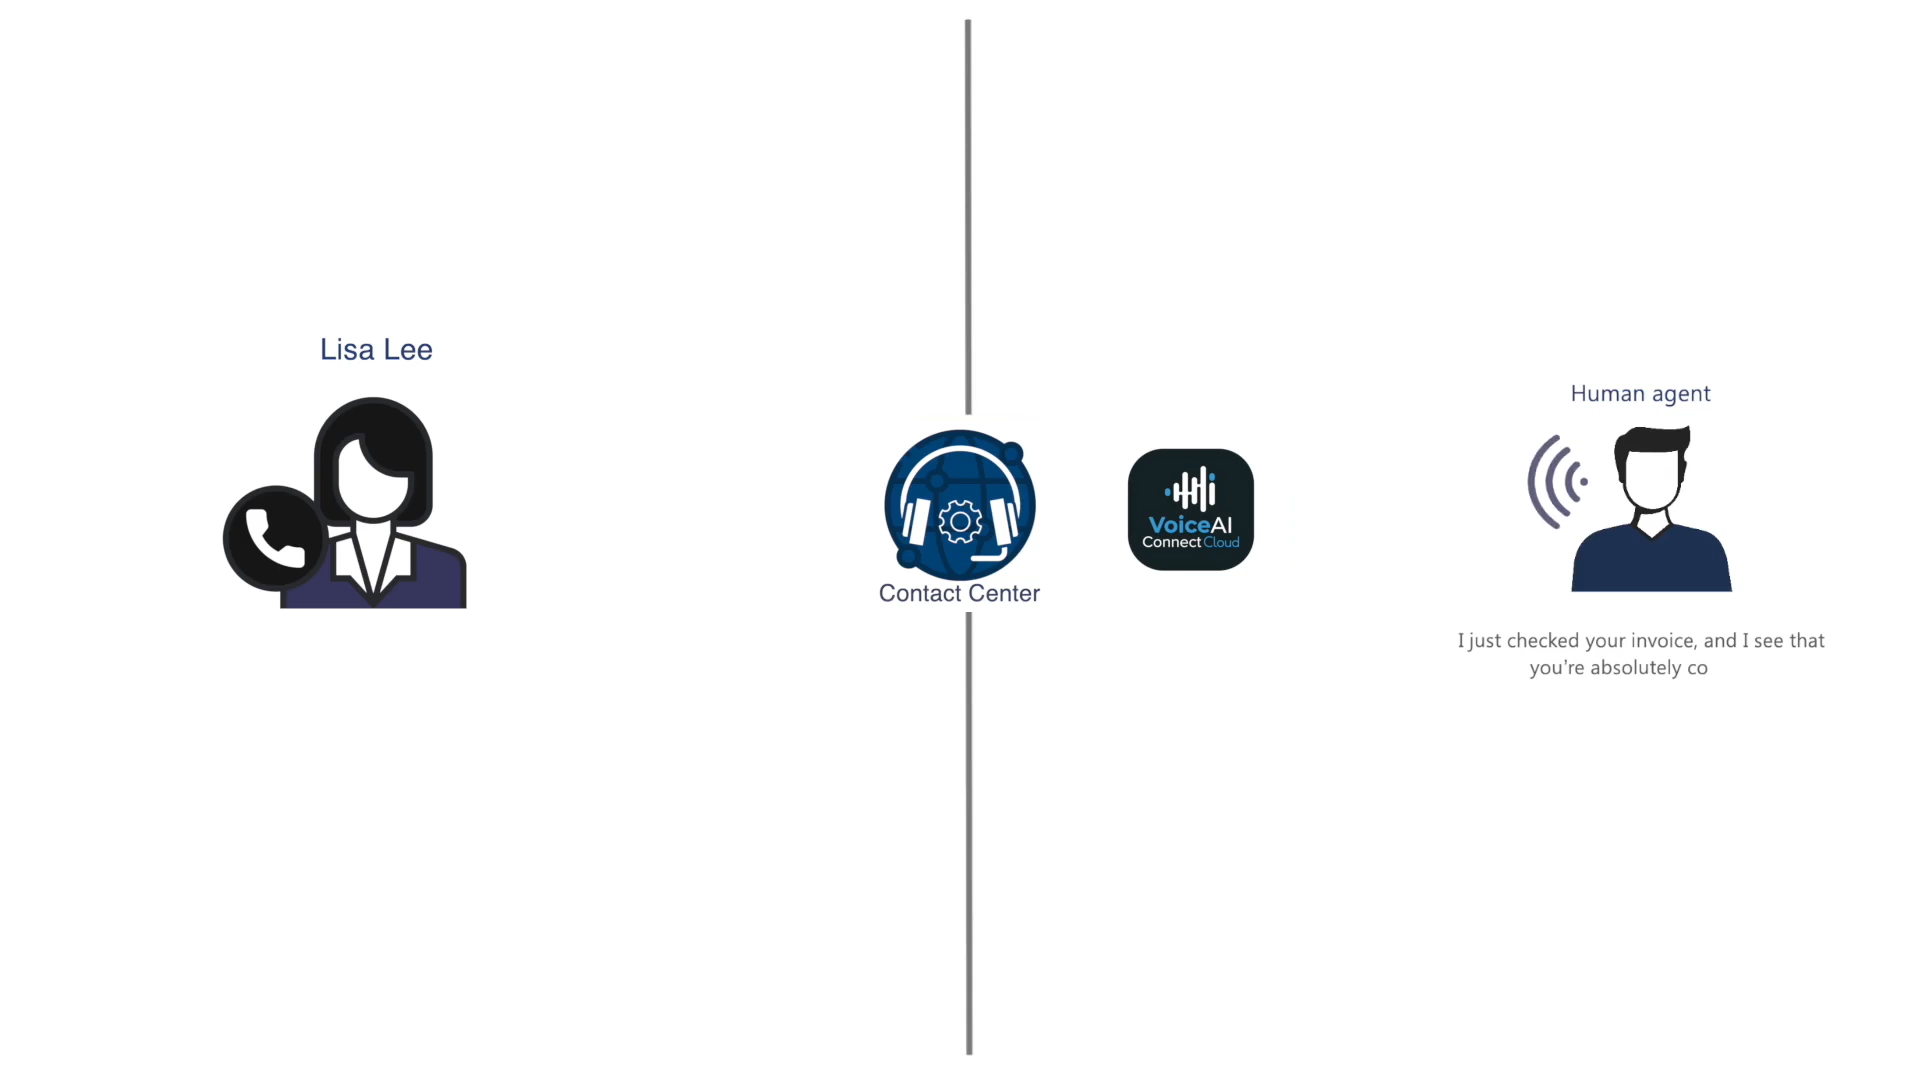 Lisa Lee
Contact Center
VoiceAI
Connect Cloud
Human agent
I just checked your invoice, and I see that
you're absolutely co